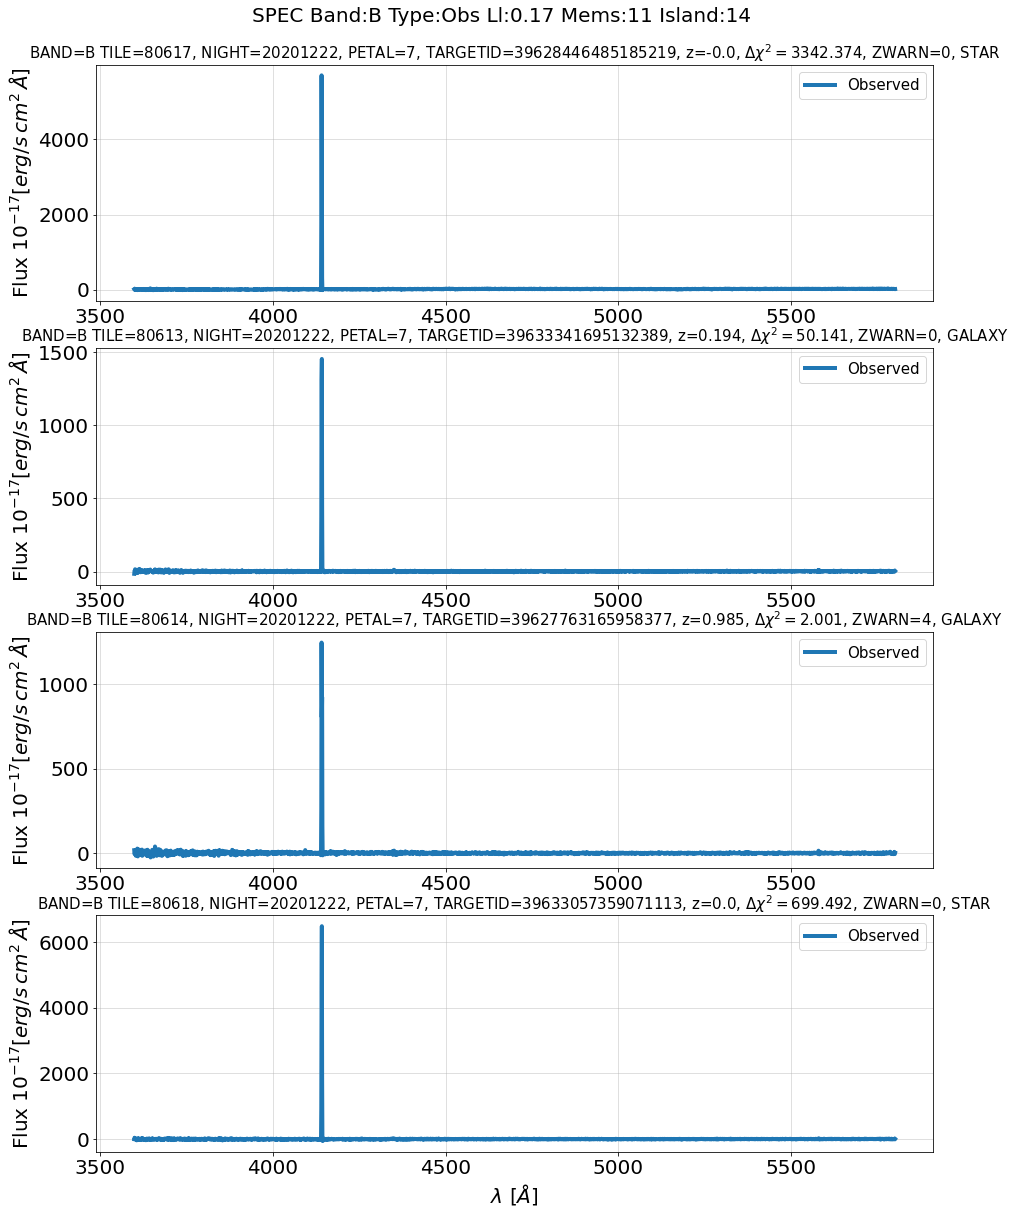 SPEC Band:B Type:Obs Ll:0.17 Mems:11 Island:14
BAND=B TILE=80617, NIGHT=20201222, PETAL=7, TARGETID=39628446485185219, z=-0.0, Δχ² = 3342.374, ZWARN=0, STAR
Flux 10⁻¹⁷[erg/s cm² Å]
4000
2000
0
Observed
3500 4000 4500 5000 5500
BAND=B TILE=80613, NIGHT=20201222, PETAL=7, TARGETID=39633341695132389, z=0.194, Δχ² = 50.141, ZWARN=0, GALAXY
Flux 10⁻¹⁷[erg/s cm² Å]
1500
1000
500
0
Observed
3500 4000 4500 5000 5500
BAND=B TILE=80614, NIGHT=20201222, PETAL=7, TARGETID=39627763165958377, z=0.985, Δχ² = 2.001, ZWARN=4, GALAXY
Flux 10⁻¹⁷[erg/s cm² Å]
1000
500
0
Observed
3500 4000 4500 5000 5500
BAND=B TILE=80618, NIGHT=20201222, PETAL=7, TARGETID=39633057359071113, z=0.0, Δχ² = 699.492, ZWARN=0, STAR
Flux 10⁻¹⁷[erg/s cm² Å]
6000
4000
2000
0
Observed
3500 4000 4500 5000 5500
λ [Å]